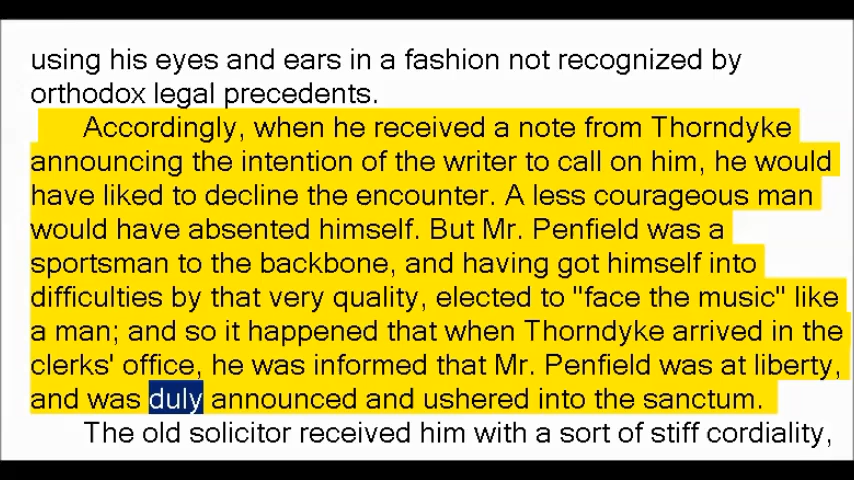 using his eyes and ears in a fashion not recognized by
orthodox legal precedents.
Accordingly, when he received a note from Thorndyke
announcing the intention of the writer to call on him, he would
have liked to decline the encounter. A less courageous man
would have absented himself. But Mr. Penfield was a
sportsman to the backbone, and having got himself into
difficulties by that very quality, elected to "face the music" like
a man; and so it happened that when Thorndyke arrived in the
clerks' office, he was informed that Mr. Penfield was at liberty,
and was duly announced and ushered into the sanctum.
The old solicitor received him with a sort of stiff cordiality,